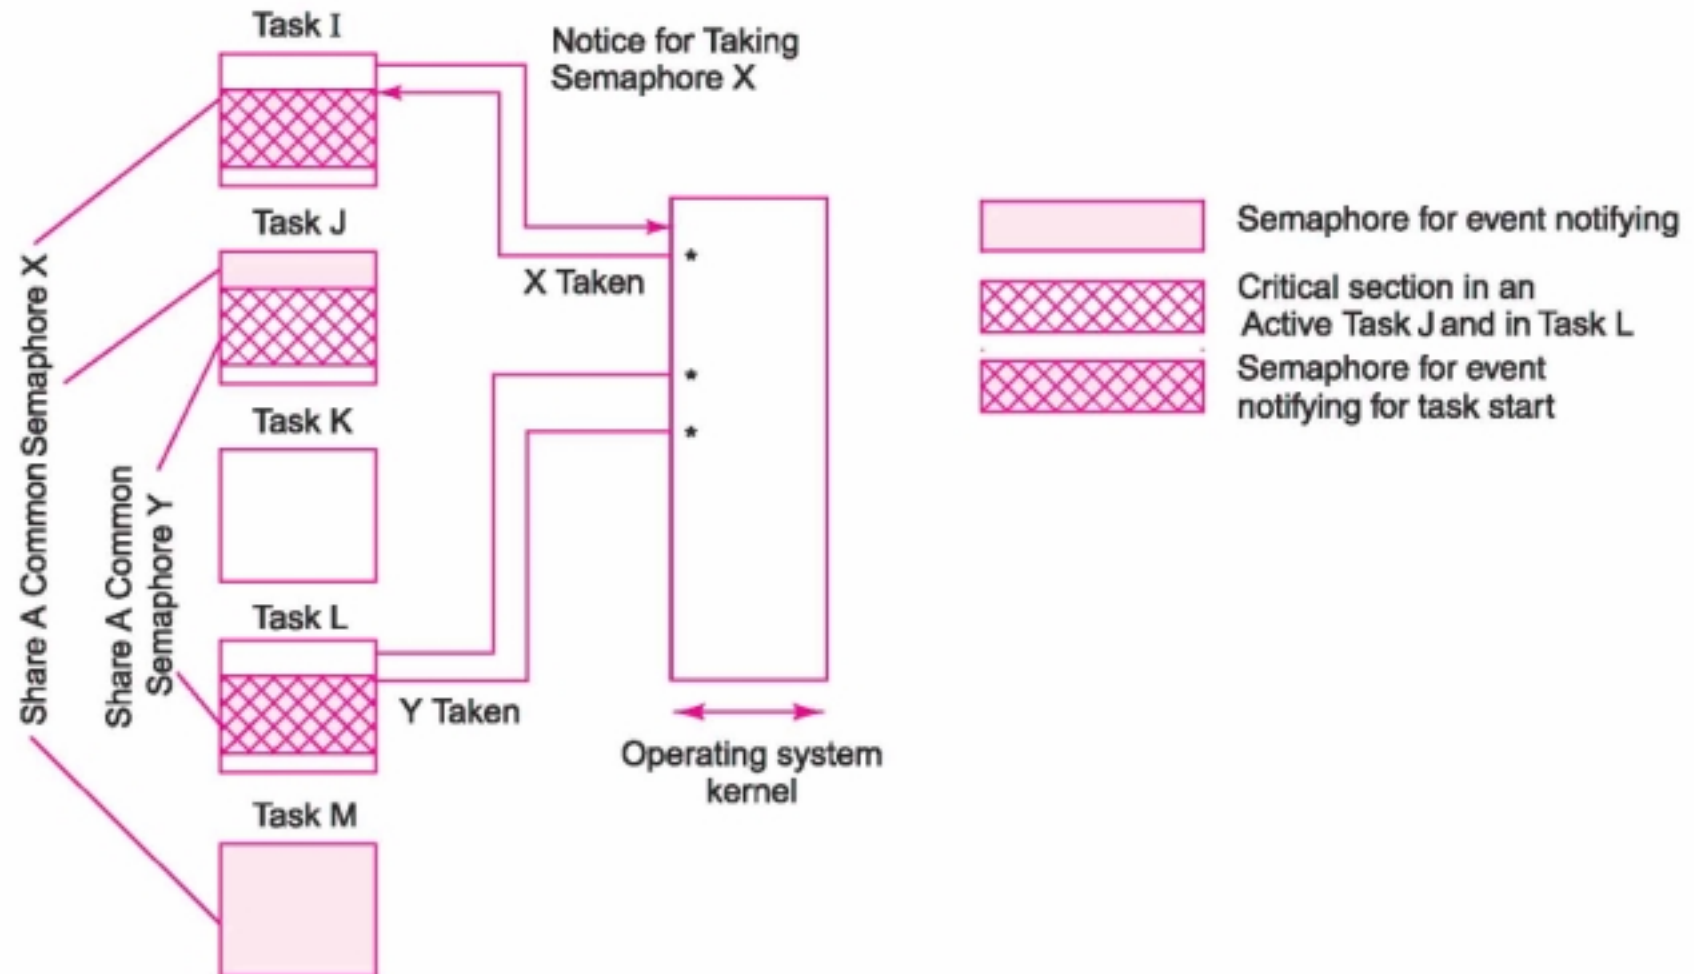 Task I
Notice for Taking
Semaphore X
Task J
X Taken
Task K
Task L
Y Taken
Task M
Share A Common Semaphore X
Share A Common
Semaphore Y
*
*
*
Operating system
kernel
Semaphore for event notifying
Critical section in an
Active Task J and in Task L
Semaphore for event
notifying for task start